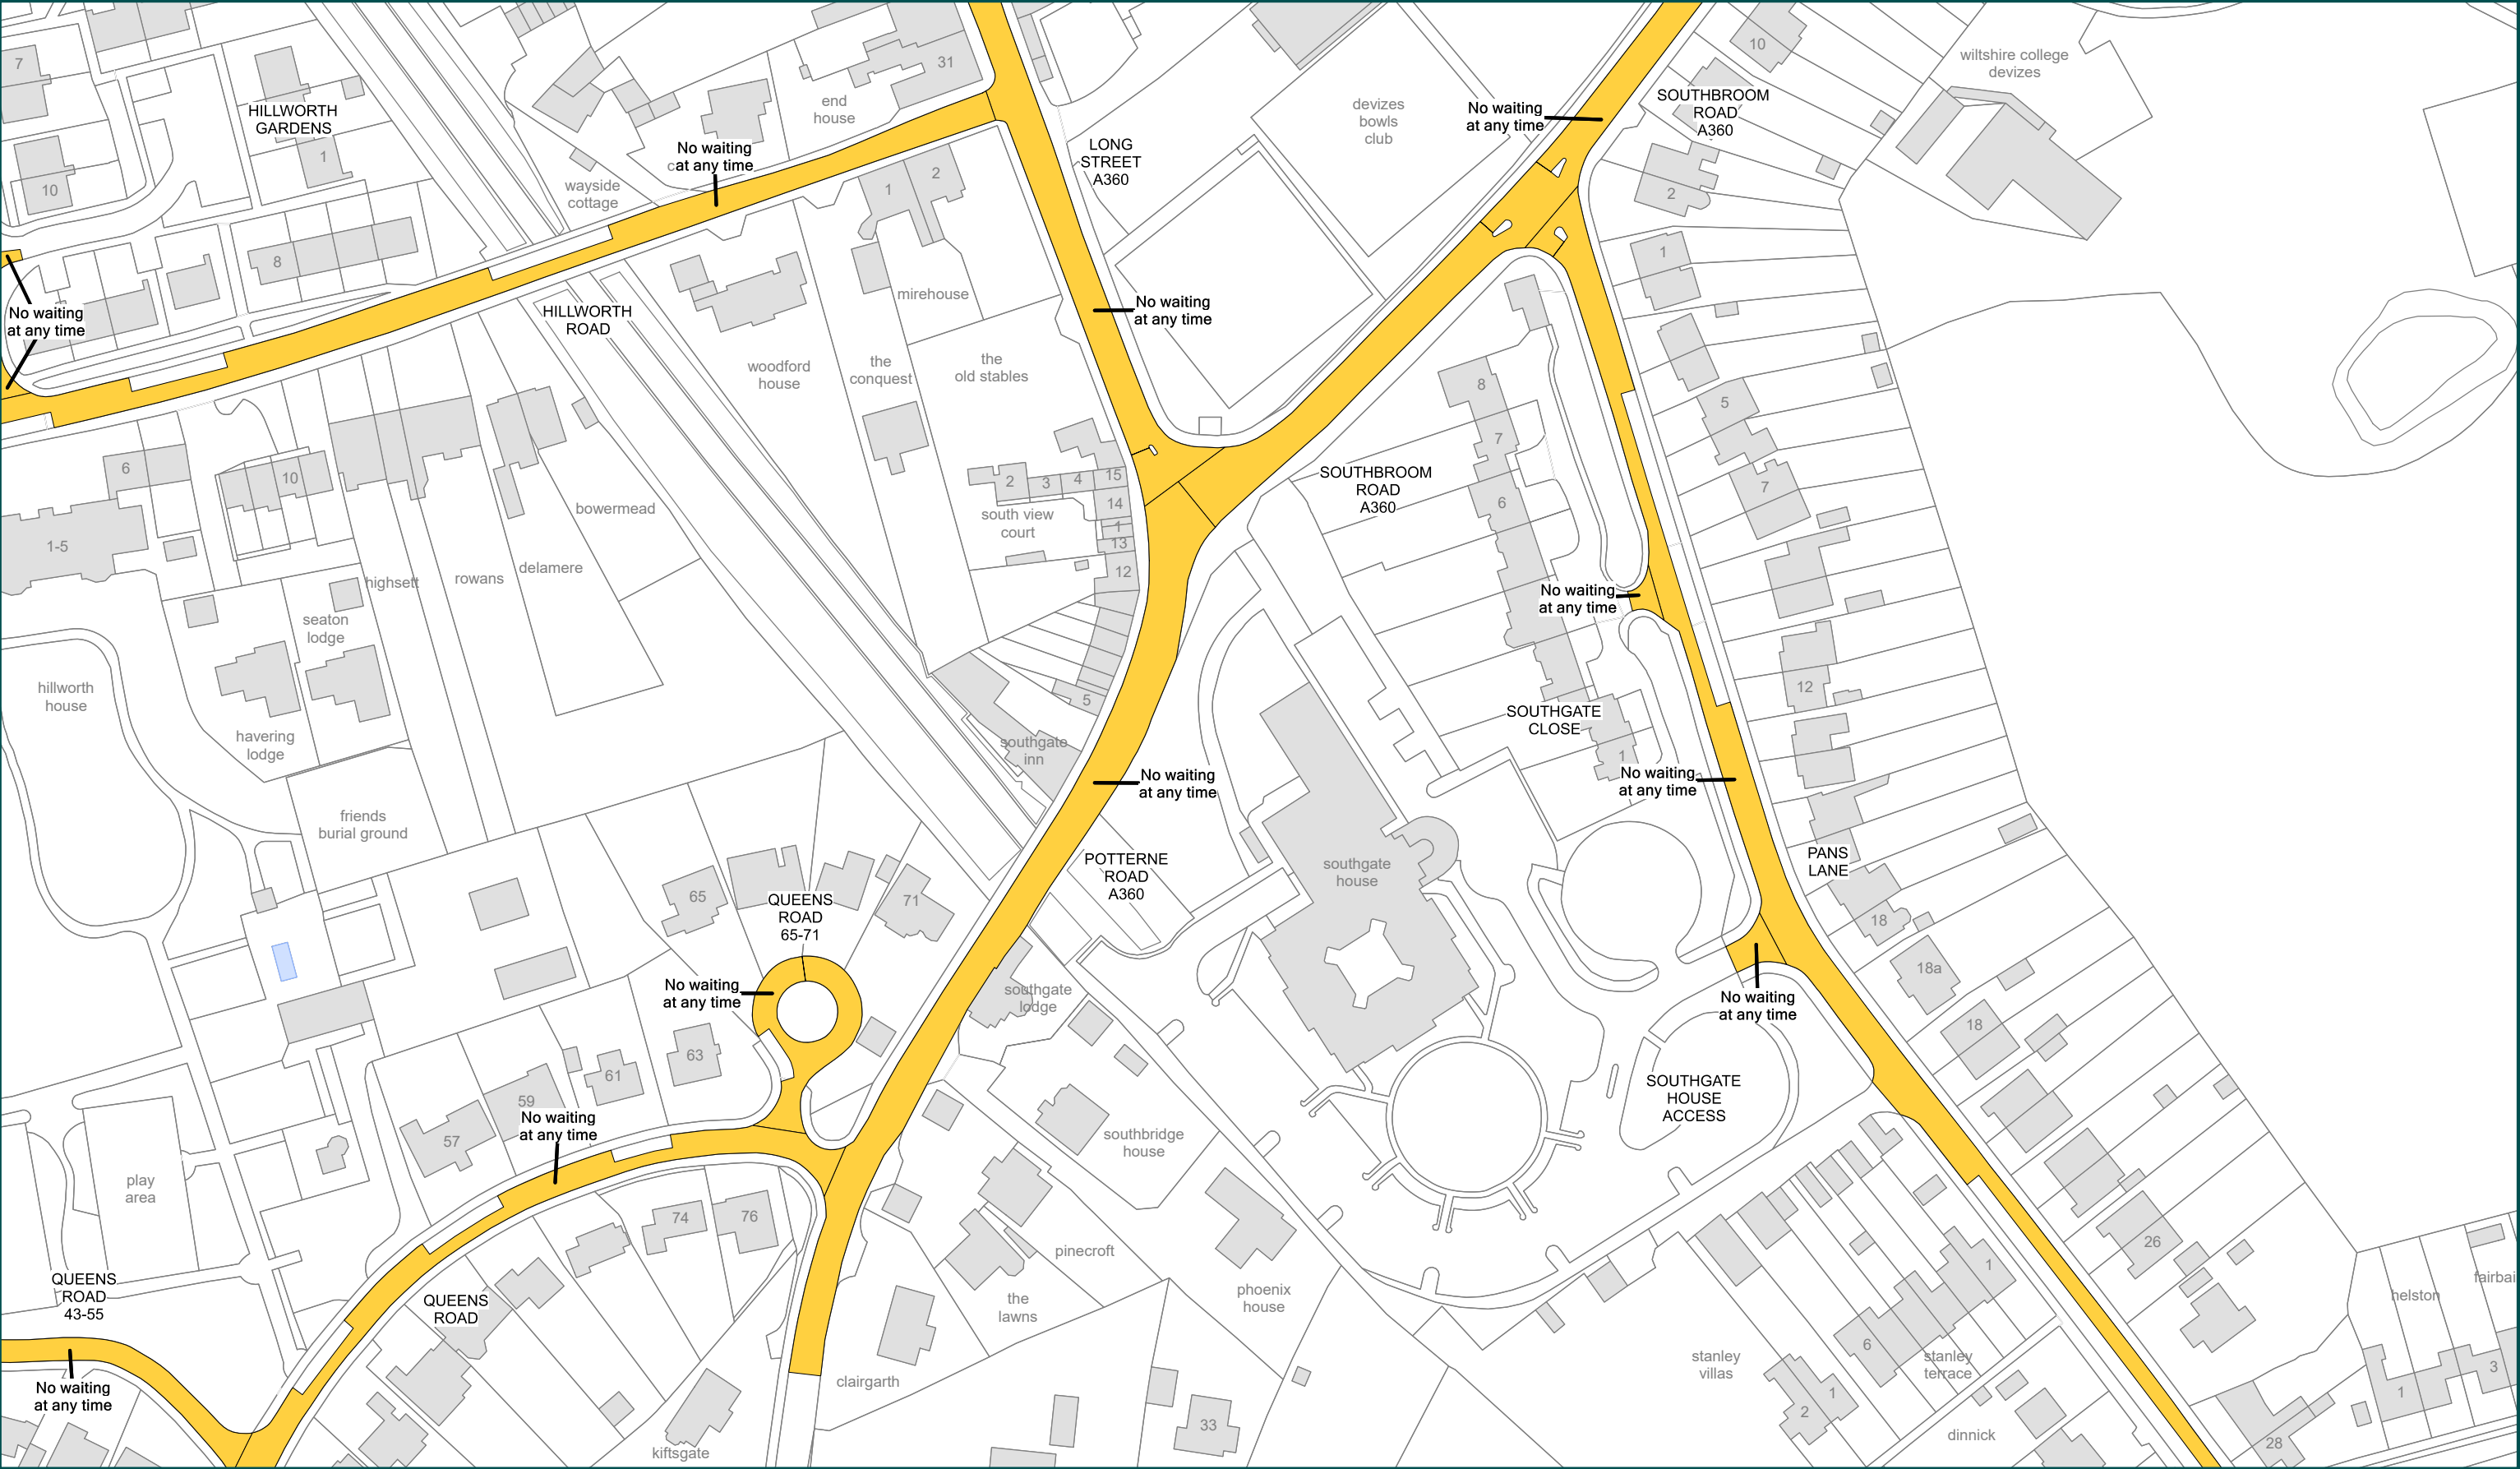 7
HILLWORTH
GARDENS
1
10
8
31
end
house
No waiting
at any time
wayside
cottage
LONG
STREET
A360
devizes
bowls
club
No waiting
at any time
10
SOUTHBROOM
ROAD
A360
wiltshire college
devizes
2
1
2
1
No waiting
at any time
HILLWORTH
ROAD
mirehouse
No waiting
at any time
woodford
house
the
conquest
the
old stables
8
7
6
5
7
6
10
1-5
bowermead
2
3
4
15
14
1
13
12
south view
court
SOUTHBROOM
ROAD
A360
highsett
rowans
delamere
seaton
lodge
No waiting
at any time
hillworth
house
havering
lodge
5
12
southgate
inn
SOUTHGATE
CLOSE
1
No waiting
at any time
No waiting
at any time
friends
burial ground
POTTERNE
ROAD
A360
southgate
house
PANS
LANE
65
QUEENS
ROAD
65-71
71
18
18a
No waiting
at any time
southgate
lodge
No waiting
at any time
18
63
61
59
57
No waiting
at any time
SOUTHGATE
HOUSE
ACCESS
southbridge
house
play
area
74
76
pinecroft
26
1
QUEENS
ROAD
43-55
QUEENS
ROAD
the
lawns
phoenix
house
helston
6
stanley
villas
stanley
terrace
No waiting
at any time
clairgarth
1
2
1
3
33
dinnick
28
kiftsgate